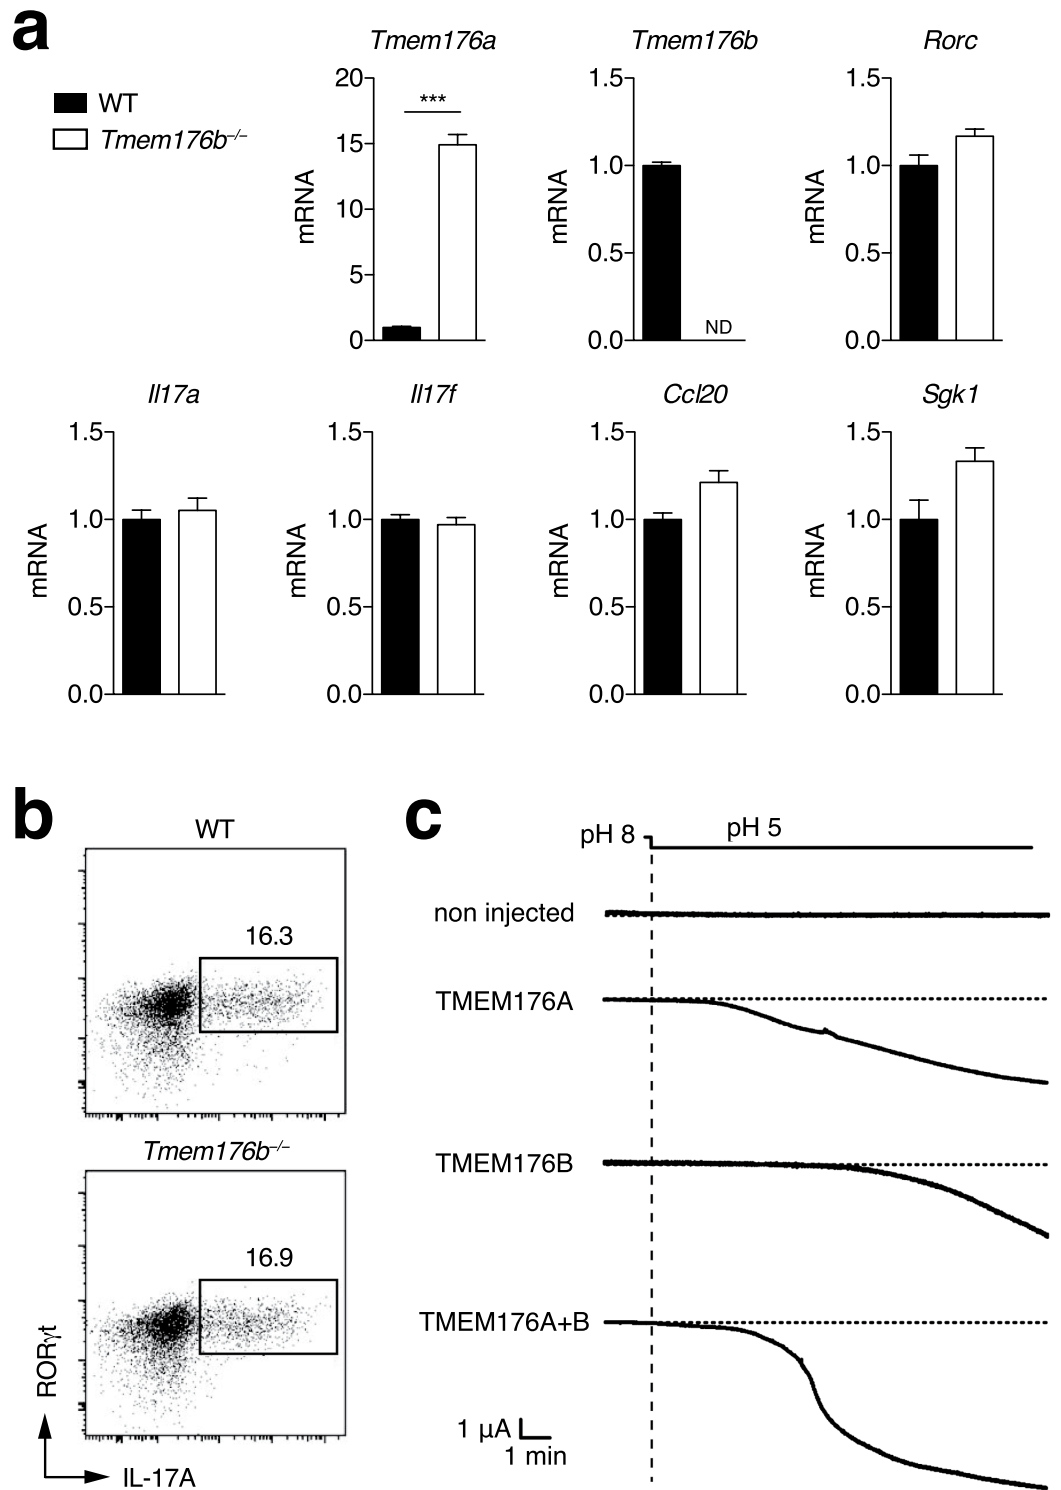 a
WT
Tmem176b–/–
Tmem176a
mRNA
20
15
10
5
0
***
Tmem176b
mRNA
1.5
1.0
0.5
0.0
ND
Rorc
mRNA
1.5
1.0
0.5
0.0
Il17a
mRNA
1.5
1.0
0.5
0.0
Il17f
mRNA
1.5
1.0
0.5
0.0
Ccl20
mRNA
1.5
1.0
0.5
0.0
Sgk1
mRNA
1.5
1.0
0.5
0.0
b
WT
16.3
Tmem176b–/–
16.9
RORγt
IL-17A
c
pH 8
pH 5
non injected
TMEM176A
TMEM176B
TMEM176A+B
1 μA
1 min